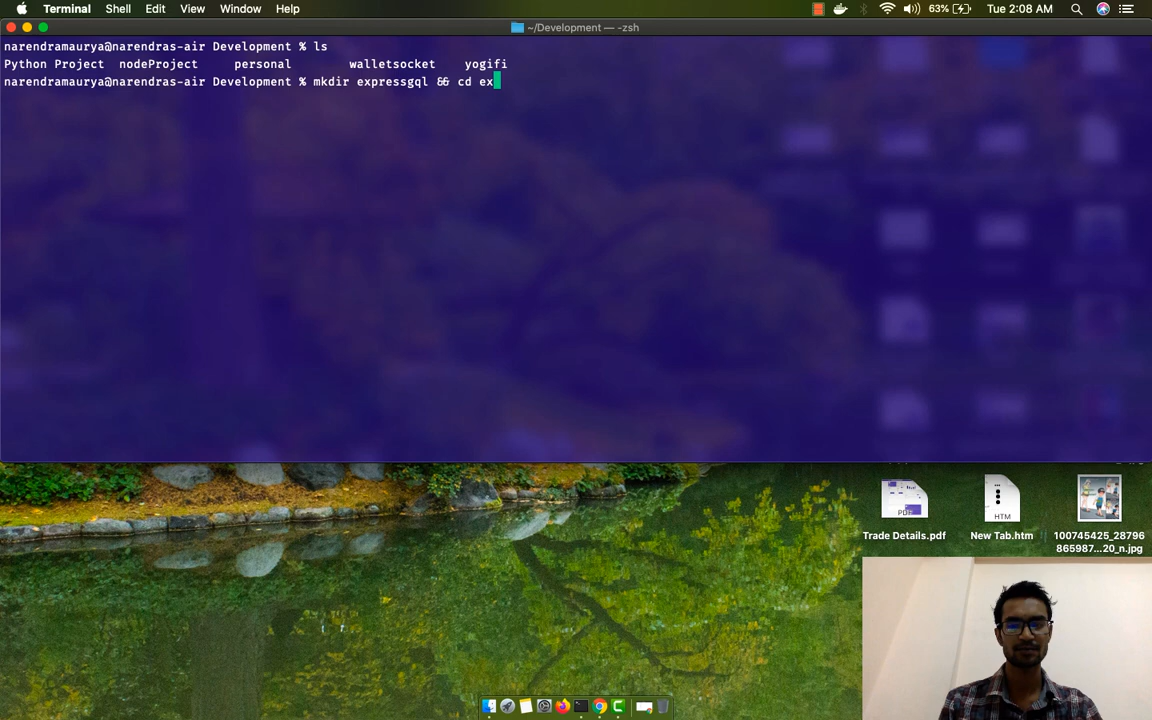 Terminal Shell Edit View Window Help 63% Tue 2:08 AM
~/Development — -zsh
narendramaurya@narendras-air Development % ls
Python Project nodeProject personal walletsocket yogifi
narendramaurya@narendras-air Development % mkdir expressgql && cd ex
PDF
HTM
Trade Details.pdf
New Tab.htm
100745425_28796
865987...20_n.jpg